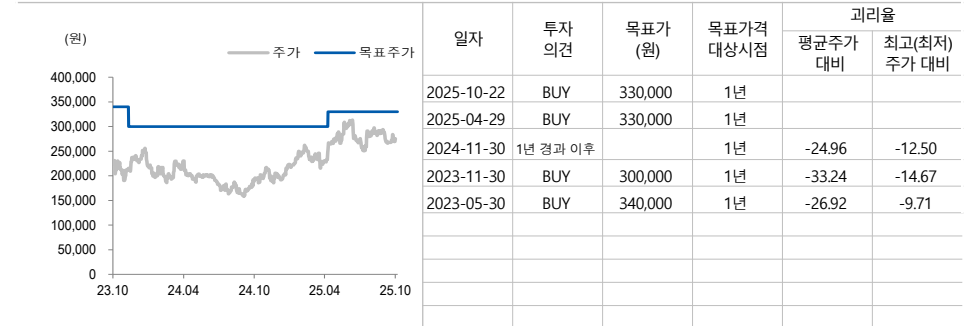 (원)
주가 목표주가
400,000
350,000
300,000
250,000
200,000
150,000
100,000
50,000
0
23.10 24.04 24.10 25.04 25.10
일자 투자 의견 목표가 (원) 목표가격 대상시점 괴리율
평균주가 대비 최고(최저) 주가 대비
2025-10-22 BUY 330,000 1년
2025-04-29 BUY 330,000 1년
2024-11-30 1년 경과 이후 1년 -24.96 -12.50
2023-11-30 BUY 300,000 1년 -33.24 -14.67
2023-05-30 BUY 340,000 1년 -26.92 -9.71